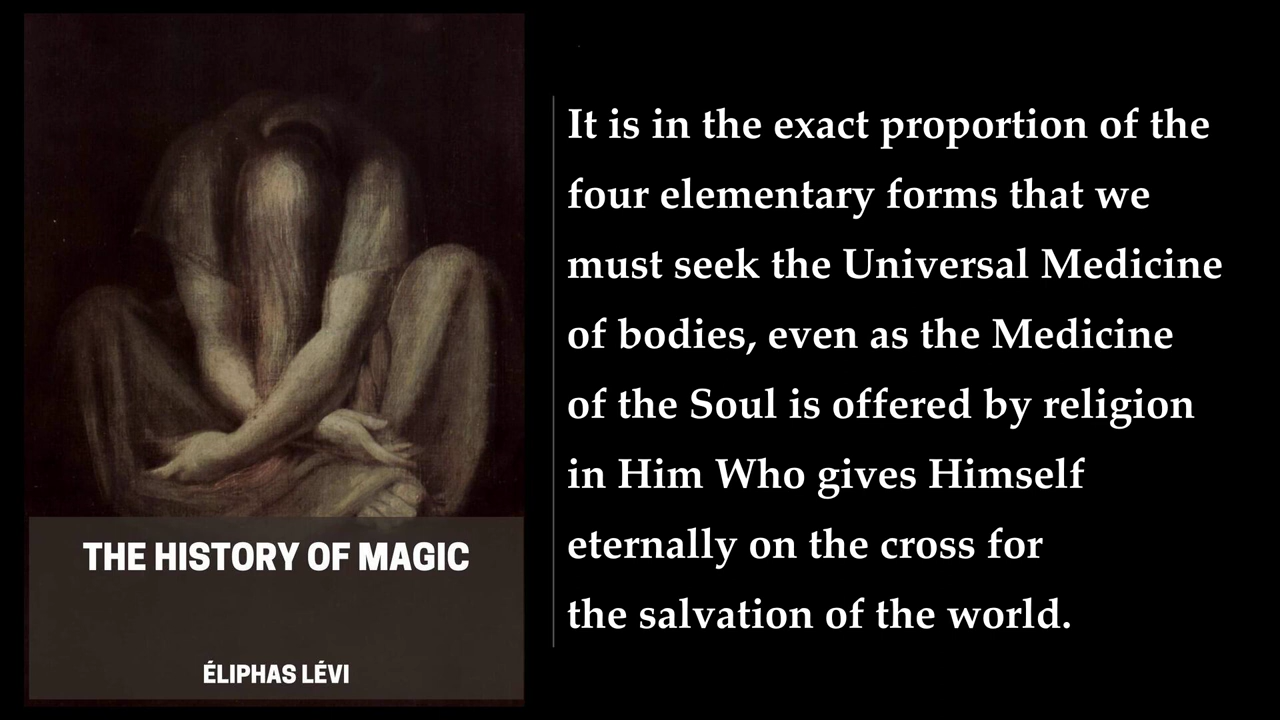 THE HISTORY OF MAGIC
ÉLIPHAS LÉVI
It is in the exact proportion of the
four elementary forms that we
must seek the Universal Medicine
of bodies, even as the Medicine
of the Soul is offered by religion
in Him Who gives Himself
eternally on the cross for
the salvation of the world.